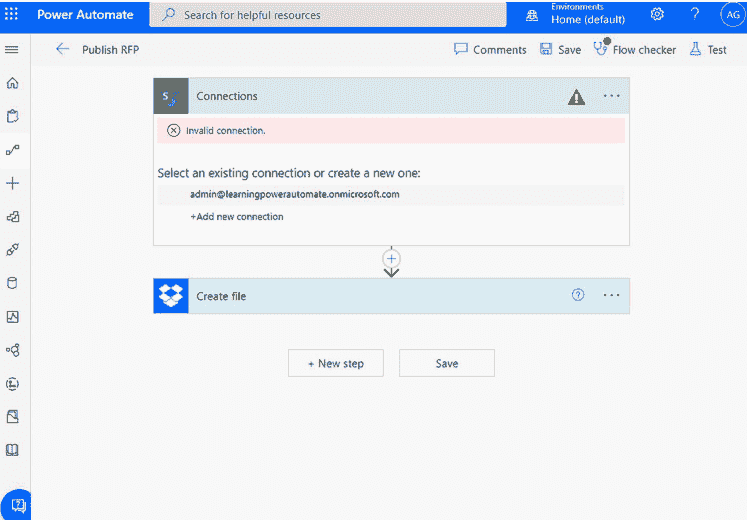 Power Automate
Search for helpful resources
Environments
Home (default)
?
AG
Publish RFP
Comments
Save
Flow checker
Test
S
Connections
Invalid connection.
Select an existing connection or create a new one:
admin@learningpowerautomate.onmicrosoft.com
+Add new connection
Create file
+ New step
Save